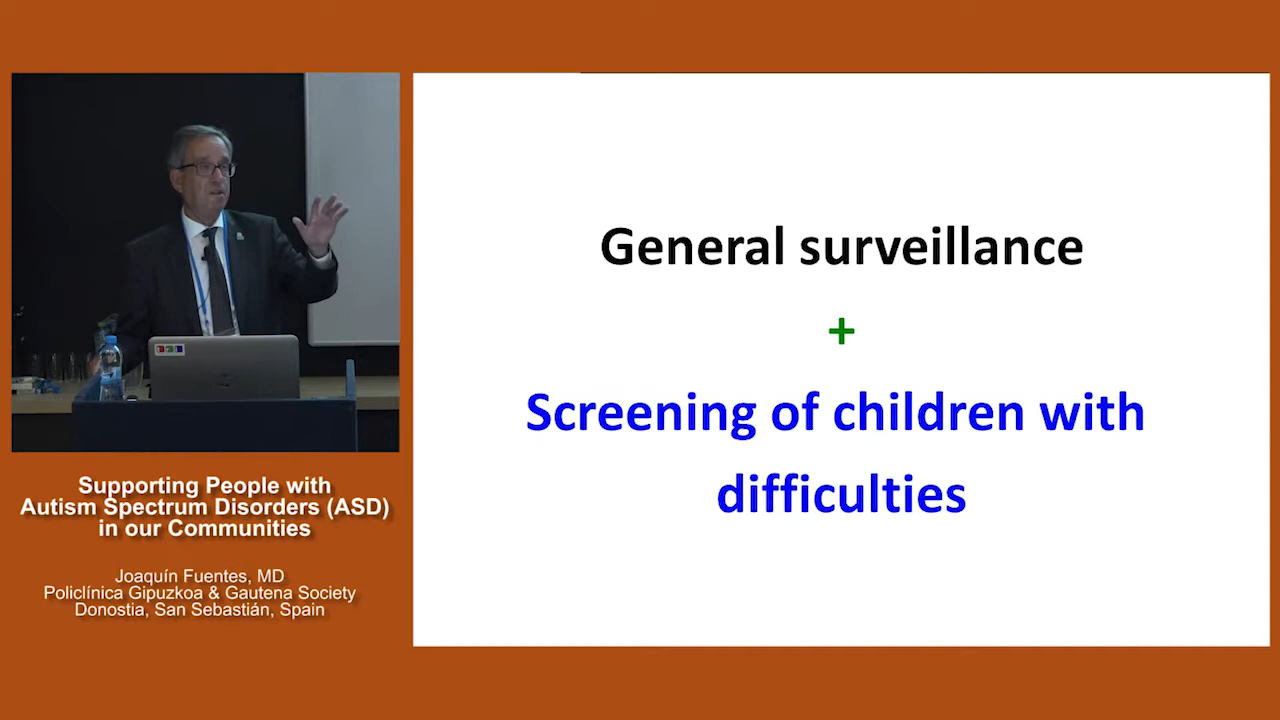 General surveillance
+
Screening of children with
difficulties
Supporting People with
Autism Spectrum Disorders (ASD)
in our Communities
Joaquín Fuentes, MD
Policlínica Gipuzkoa & Gautena Society
Donostia, San Sebastián, Spain